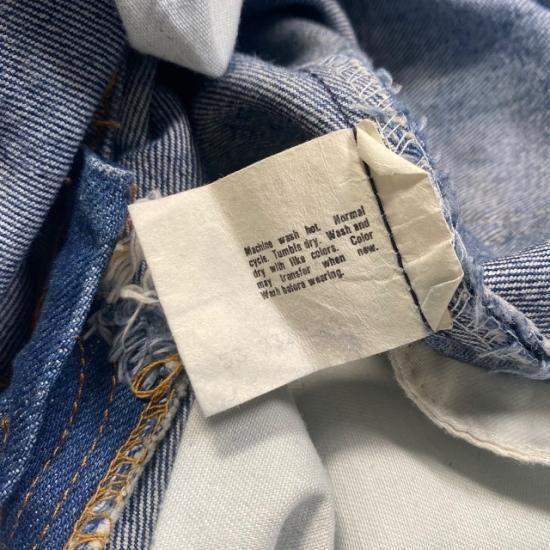 Machine wash hot. Normal
cycle. Tumble dry. Wash and
dry with like colors. Color
may transfer when new.
Wash before wearing.